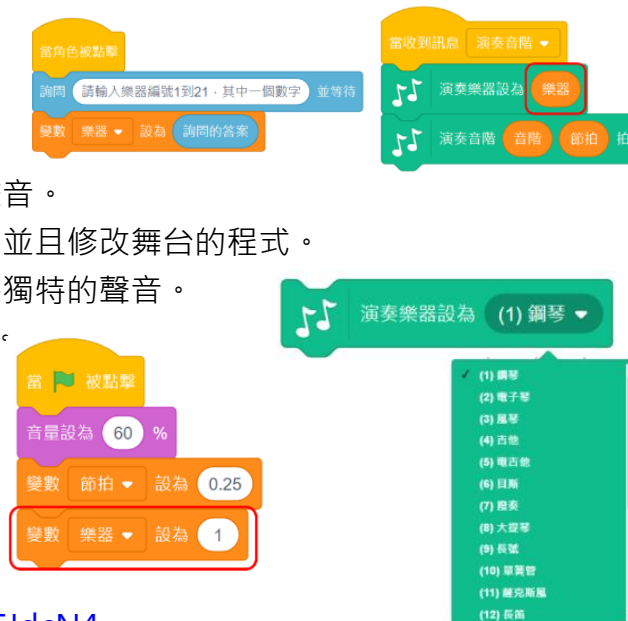 當角色被點擊
詢問 請輸入樂器編號1到21，其中一個數字 並等待
變數 樂器 設為 詢問的答案
當收到訊息 演奏音階
演奏樂器設為 樂器
演奏音階 音階 節拍 拍
音。
並且修改舞台的程式。
獨特的聲音。
演奏樂器設為 (1) 鋼琴
當 被點擊
音量設為 60 %
變數 節拍 設為 0.25
變數 樂器 設為 1
(1) 鋼琴
(2) 電子琴
(3) 風琴
(4) 吉他
(5) 電吉他
(6) 貝斯
(7) 撥奏
(8) 大提琴
(9) 長號
(10) 單簧管
(11) 薩克斯風
(12) 長笛